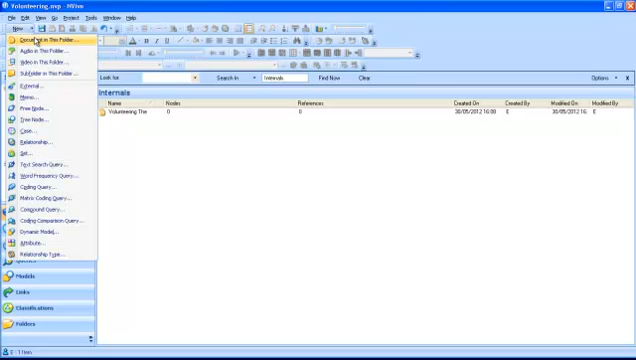 Volunteering.nvp - NVivo
File Edit View Go Project Tools Window Help
New
Document in This Folder...
Audio in This Folder...
Video in This Folder...
Subfolder in This Folder...
External...
Memo...
Free Node...
Tree Node...
Case...
Relationship...
Set...
Text Search Query...
Word Frequency Query...
Coding Query...
Matrix Coding Query...
Compound Query...
Coding Comparison Query...
Dynamic Model...
Attribute...
Relationship Type...
Look for: Search In Internals Find Now Clear Options x
Internals
Name Nodes References Created On Created By Modified On Modified By
Volunteering The 0 0 30/05/2012 16:00 E 30/05/2012 16: E
Queries
Models
Links
Classifications
Folders
E 1 Item